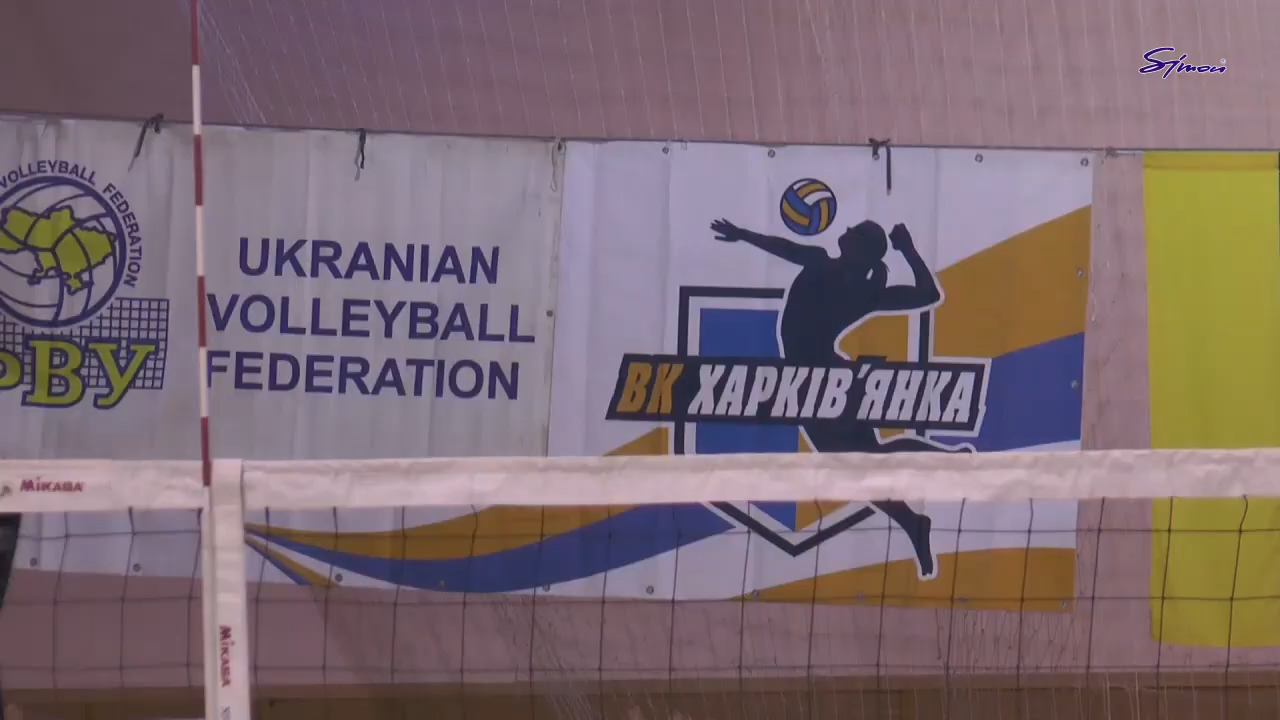 Simon
VOLLEYBALL FEDERATION
ФВУ
UKRANIAN
VOLLEYBALL
FEDERATION
ВК ХАРКІВ'ЯНКА
MIKASA
MIKASA